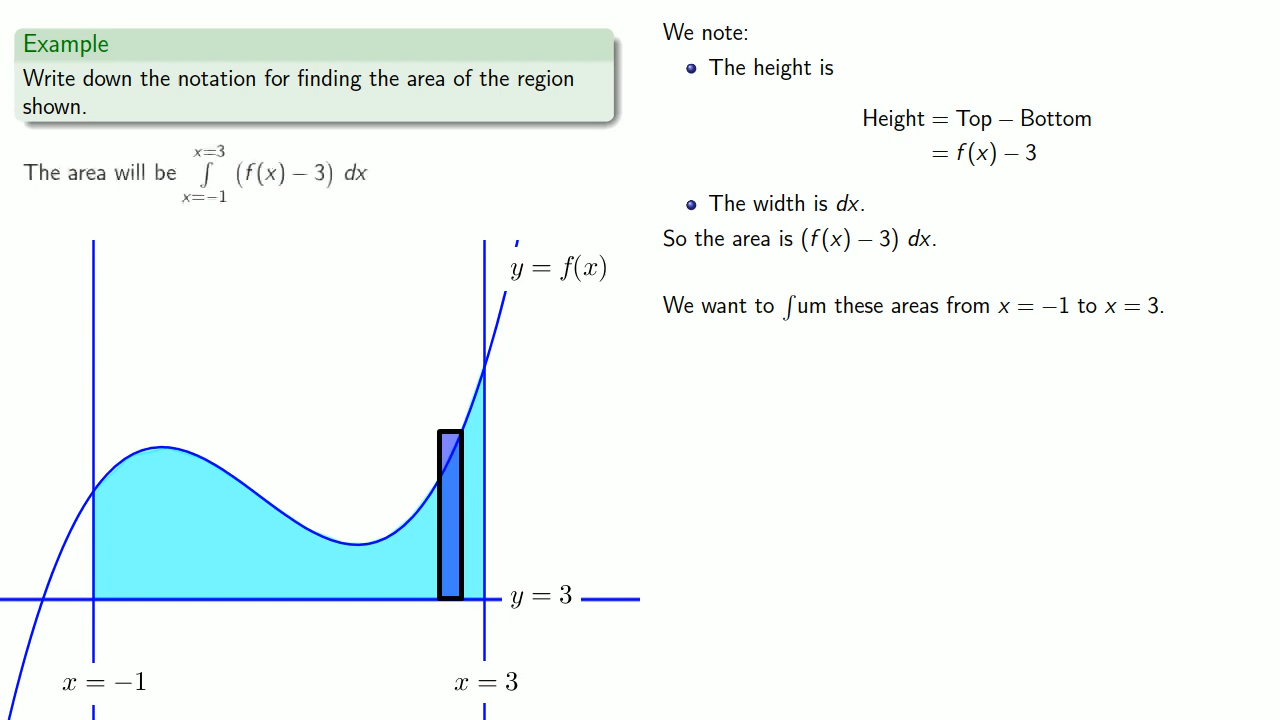 Example
Write down the notation for finding the area of the region
shown.
The area will be ∫_{x=−1}^{x=3} (f(x) − 3) dx
y = f(x)
y = 3
x = −1
x = 3
We note:
The height is
Height = Top − Bottom
= f(x) − 3
The width is dx.
So the area is (f(x) − 3) dx.
We want to ∫um these areas from x = −1 to x = 3.